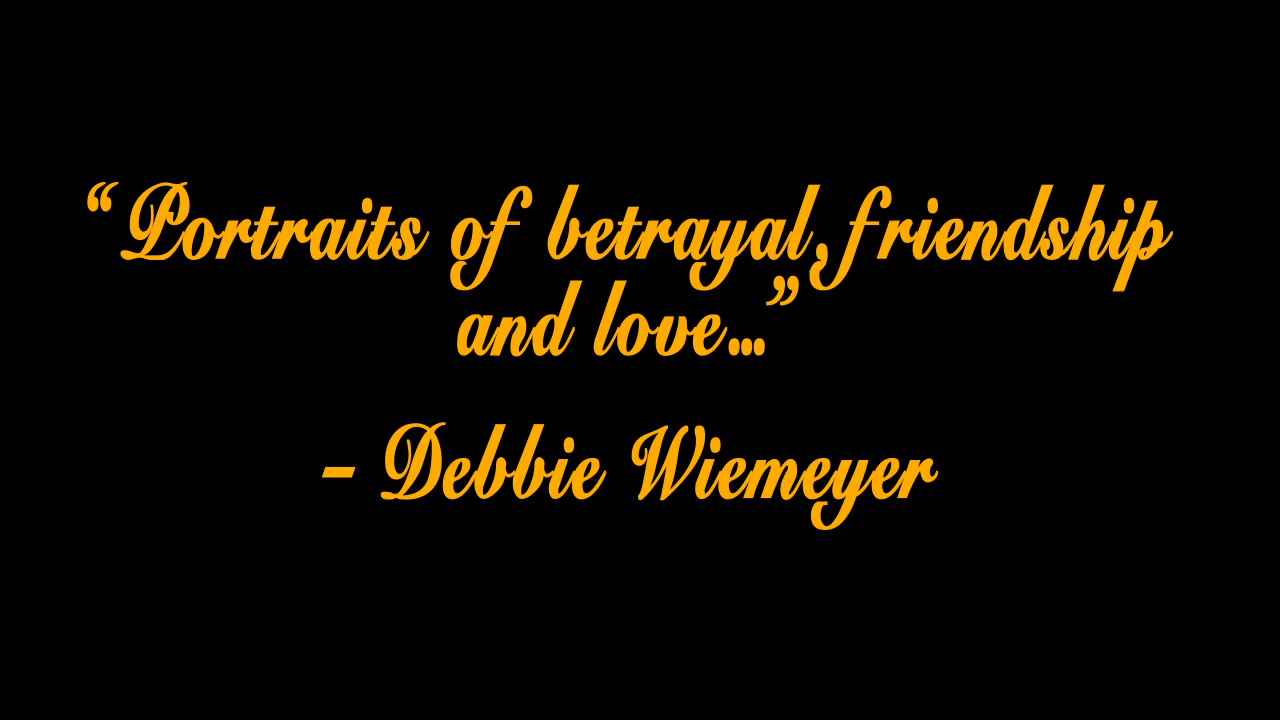 “Portraits of betrayal, friendship
and love...”
- Debbie Wiemeyer